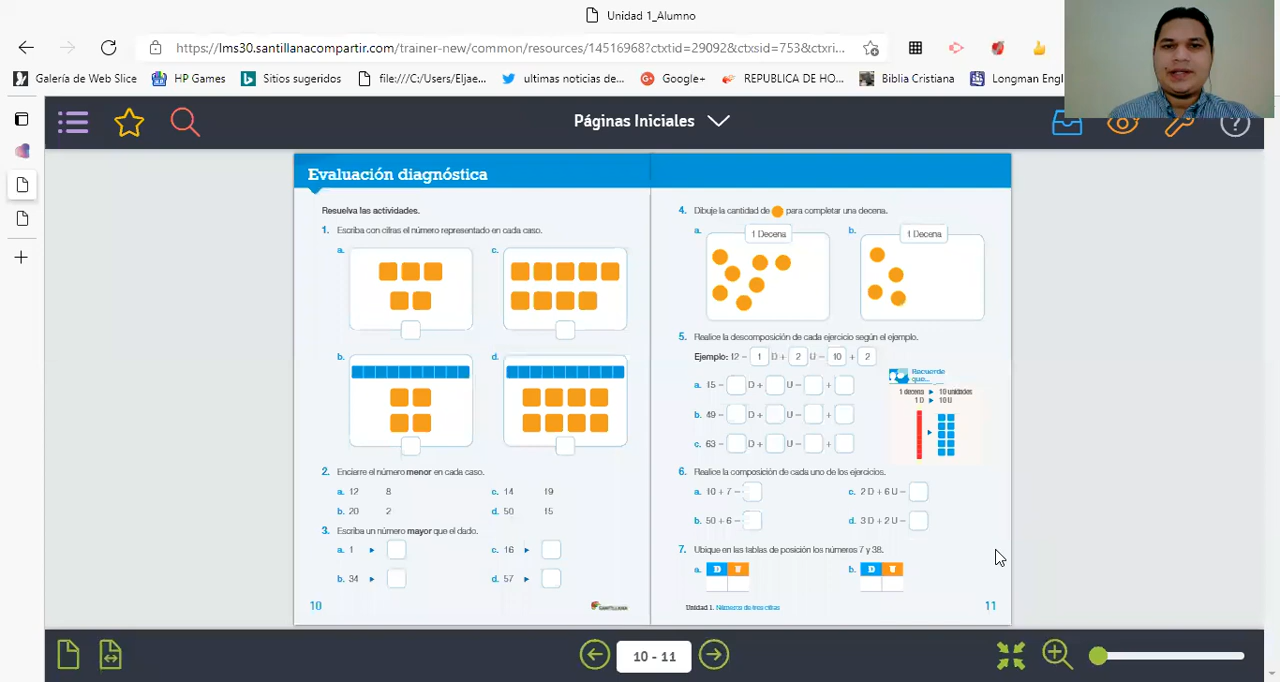 Unidad 1_Alumno
https://lms30.santillanacompartir.com/trainer-new/common/resources/14516968?ctxtid=29092&ctxsid=753&ctxri...
Galería de Web Slice
HP Games
Sitios sugeridos
file:///C:/Users/Eljae...
ultimas noticias de...
Google+
REPUBLICA DE HO...
Biblia Cristiana
Longman Engl
Páginas Iniciales
Evaluación diagnóstica
Resuelva las actividades.
1. Escriba con cifras el número representado en cada caso.
a.
c.
b.
d.
2. Encierre el número menor en cada caso.
a. 12 8
c. 14 19
b. 20 2
d. 50 15
3. Escriba un número mayor que el dado.
a. 1
c. 16
b. 34
d. 57
10
SANTILLANA
4. Dibuje la cantidad de para completar una decena.
a. 1 Decena
b. 1 Decena
5. Realice la descomposición de cada ejercicio según el ejemplo.
Ejemplo: 12 = 1 D + 2 U = 10 + 2
a. 15 = D + U = +
b. 49 = D + U = +
c. 63 = D + U = +
Recuerde
que...
1 decena ▸ 10 unidades
1 D ▸ 10 U
6. Realice la composición de cada uno de los ejercicios.
a. 10 + 7 =
c. 2 D + 6 U =
b. 50 + 6 =
d. 3 D + 2 U =
7. Ubique en las tablas de posición los números 7 y 38.
a. D U
b. D U
Unidad 1. Números de tres cifras
11
10 - 11